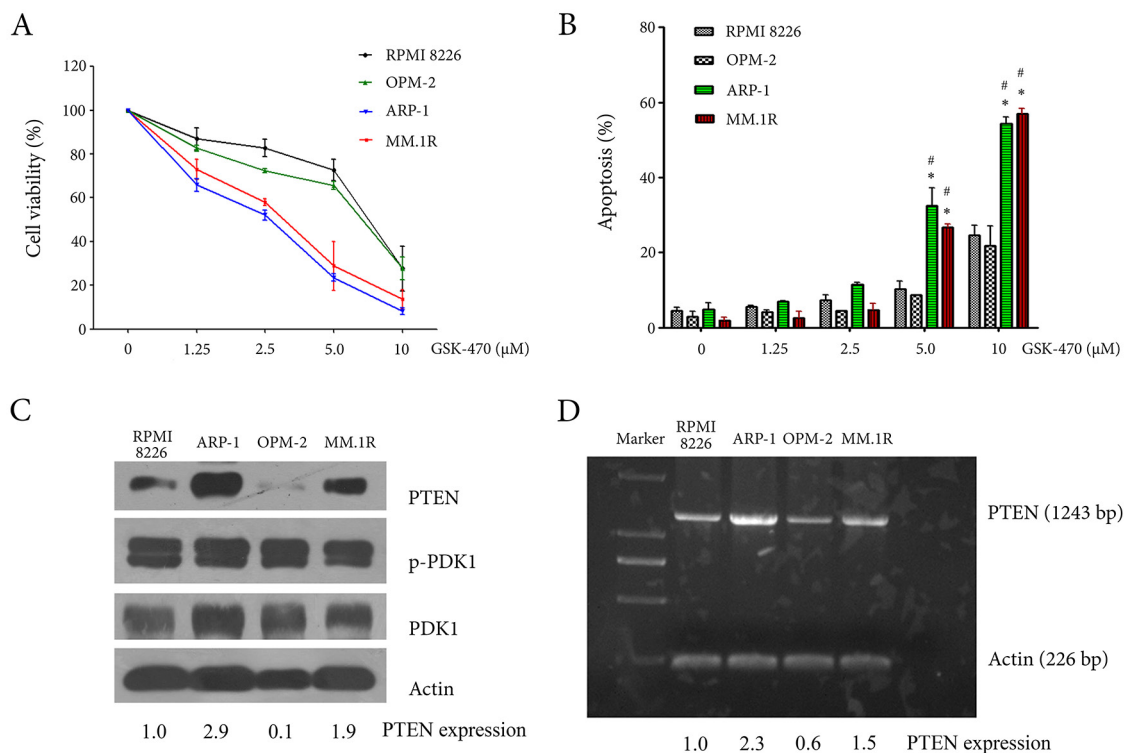 A
RPMI 8226
OPM-2
ARP-1
MM.1R
120
100
80
60
40
20
0
Cell viability (%)
0 1.25 2.5 5.0 10 GSK-470 (µM)
B
RPMI 8226
OPM-2
ARP-1
MM.1R
80
60
40
20
0
Apoptosis (%)
# * # * # * # *
0 1.25 2.5 5.0 10 GSK-470 (µM)
C
RPMI
8226 ARP-1 OPM-2 MM.1R
PTEN
p-PDK1
PDK1
Actin
1.0 2.9 0.1 1.9 PTEN expression
D
Marker RPMI
8226 ARP-1 OPM-2 MM.1R
PTEN (1243 bp)
Actin (226 bp)
1.0 2.3 0.6 1.5 PTEN expression